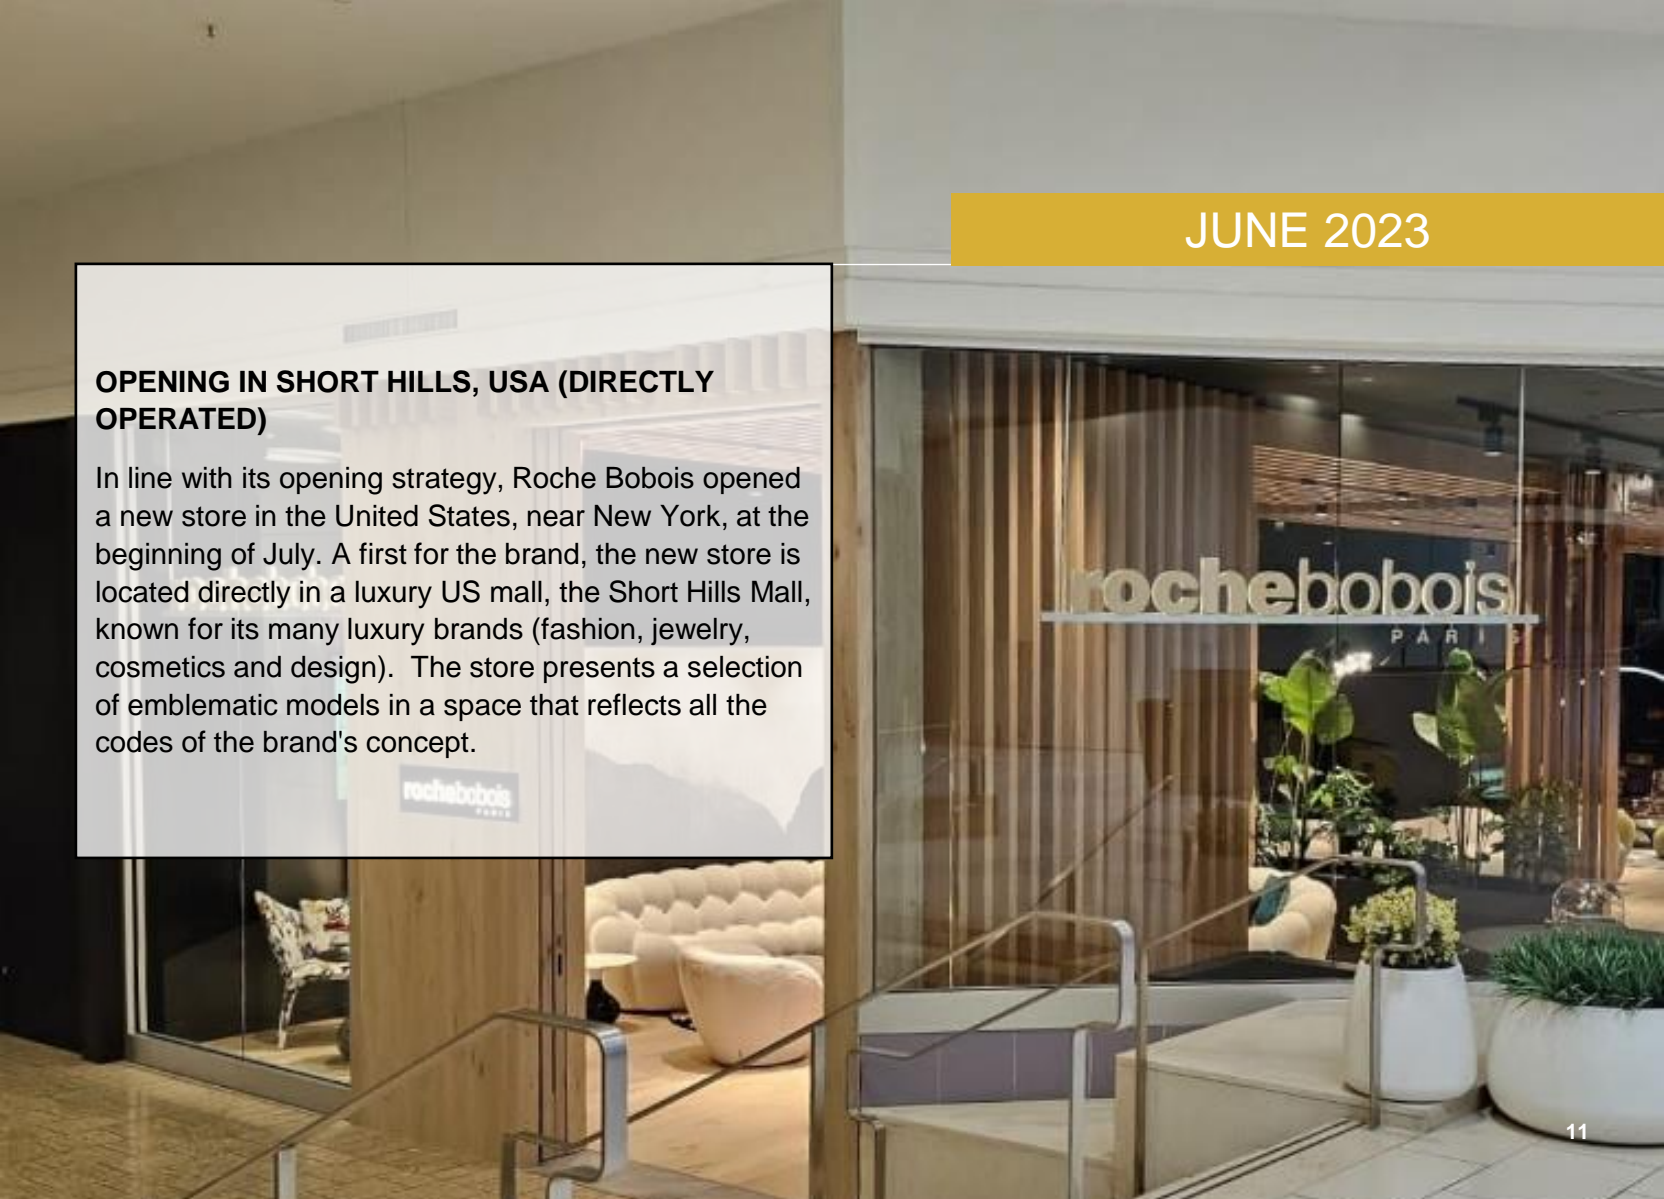 JUNE 2023
OPENING IN SHORT HILLS, USA (DIRECTLY
OPERATED)
In line with its opening strategy, Roche Bobois opened
a new store in the United States, near New York, at the
beginning of July. A first for the brand, the new store is
located directly in a luxury US mall, the Short Hills Mall,
known for its many luxury brands (fashion, jewelry,
cosmetics and design).  The store presents a selection
of emblematic models in a space that reflects all the
codes of the brand's concept.
rochebobois
PARIS
rochebobois
PARIS
11